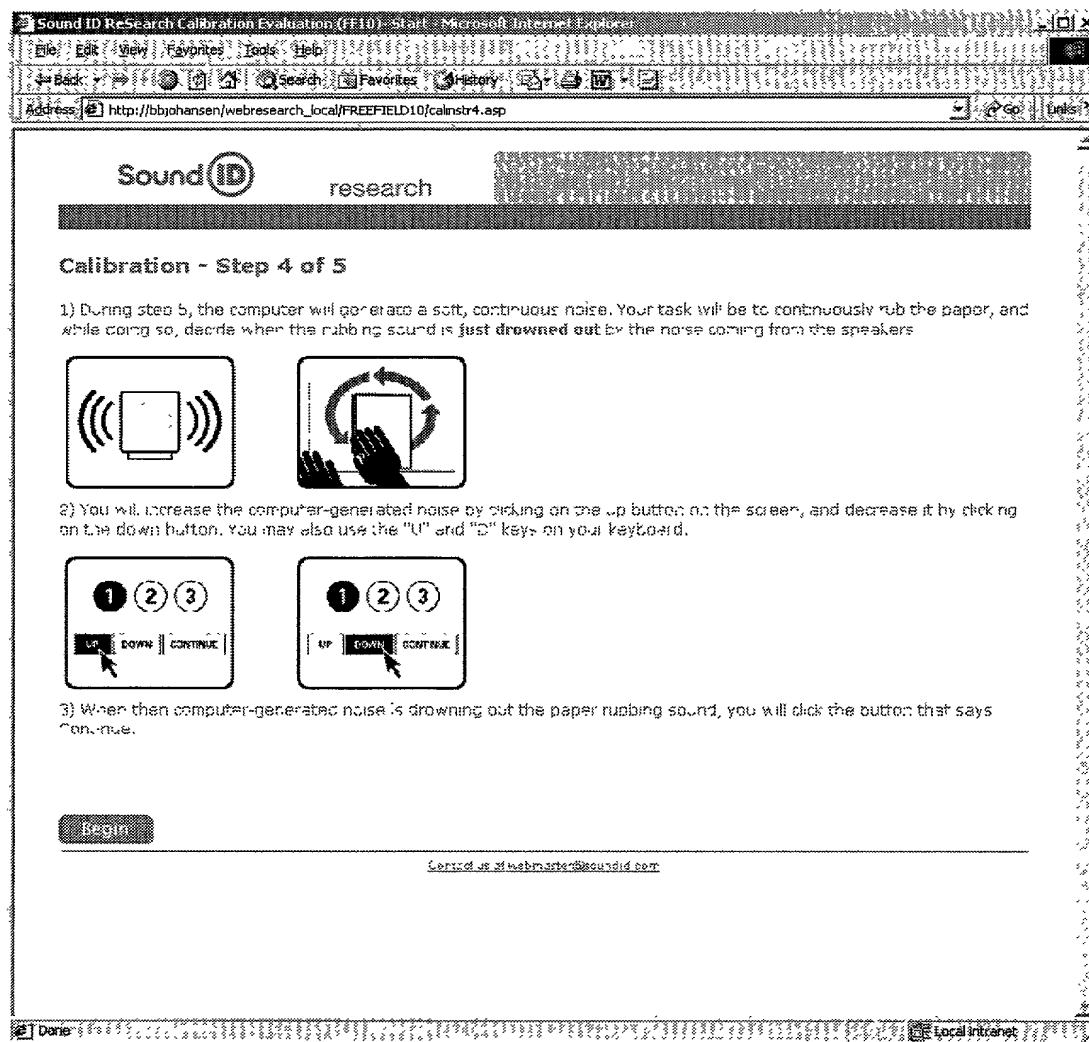 Sound ID ReSearch Calibration Evaluation (FF10) - Start - Microsoft Internet Explorer
File Edit View Favorites Tools Help
Back Search Favorites History
Address http://bbjohansen/webresearch_local/FREEFIELD10/calinstr4.asp Go Links
Sound ID research
Calibration - Step 4 of 5
1) During step 5, the computer will generate a soft, continuous noise. Your task will be to continuously rub the paper, and
while doing so, decide when the rubbing sound is just drowned out by the noise coming from the speakers
2) You will increase the computer-generated noise by clicking on the up button on the screen, and decrease it by clicking
on the down button. You may also use the "U" and "D" keys on your keyboard.
1 2 3 1 2 3
UP DOWN CONTINUE UP DOWN CONTINUE
3) When then computer-generated noise is drowning out the paper rubbing sound, you will click the button that says
Continue.
Begin
Contact us at webmaster@soundid.com
Done Local intranet